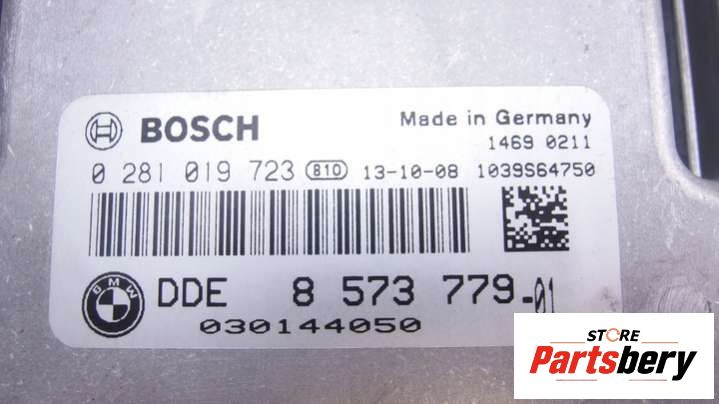 BOSCH Made in Germany
1469 0211
0 281 019 723 810 13-10-08 1039S64750
BMW DDE 8 573 779-01
030144050
STORE
Partsbery